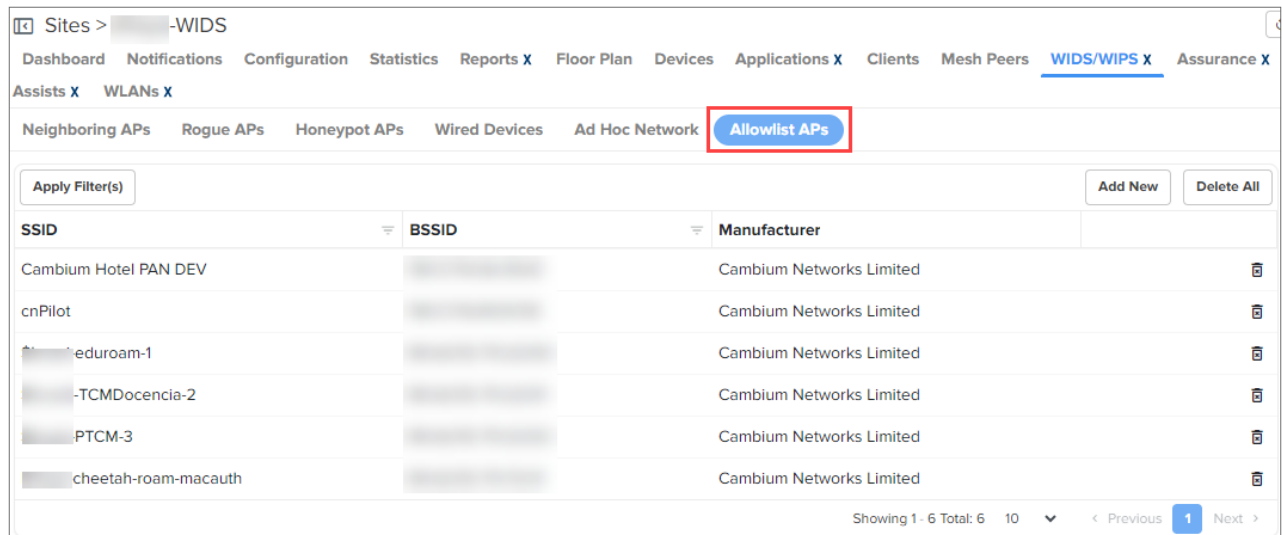 Sites > -WIDS
Dashboard Notifications Configuration Statistics Reports X Floor Plan Devices Applications X Clients Mesh Peers WIDS/WIPS X Assurance X
Assists X WLANs X
Neighboring APs Rogue APs Honeypot APs Wired Devices Ad Hoc Network Allowlist APs
Apply Filter(s) Add New Delete All
SSID BSSID Manufacturer
Cambium Hotel PAN DEV Cambium Networks Limited
cnPilot Cambium Networks Limited
-eduroam-1 Cambium Networks Limited
-TCMDocencia-2 Cambium Networks Limited
-PTCM-3 Cambium Networks Limited
cheetah-roam-macauth Cambium Networks Limited
Showing 1 - 6 Total: 6 10 < Previous 1 Next >